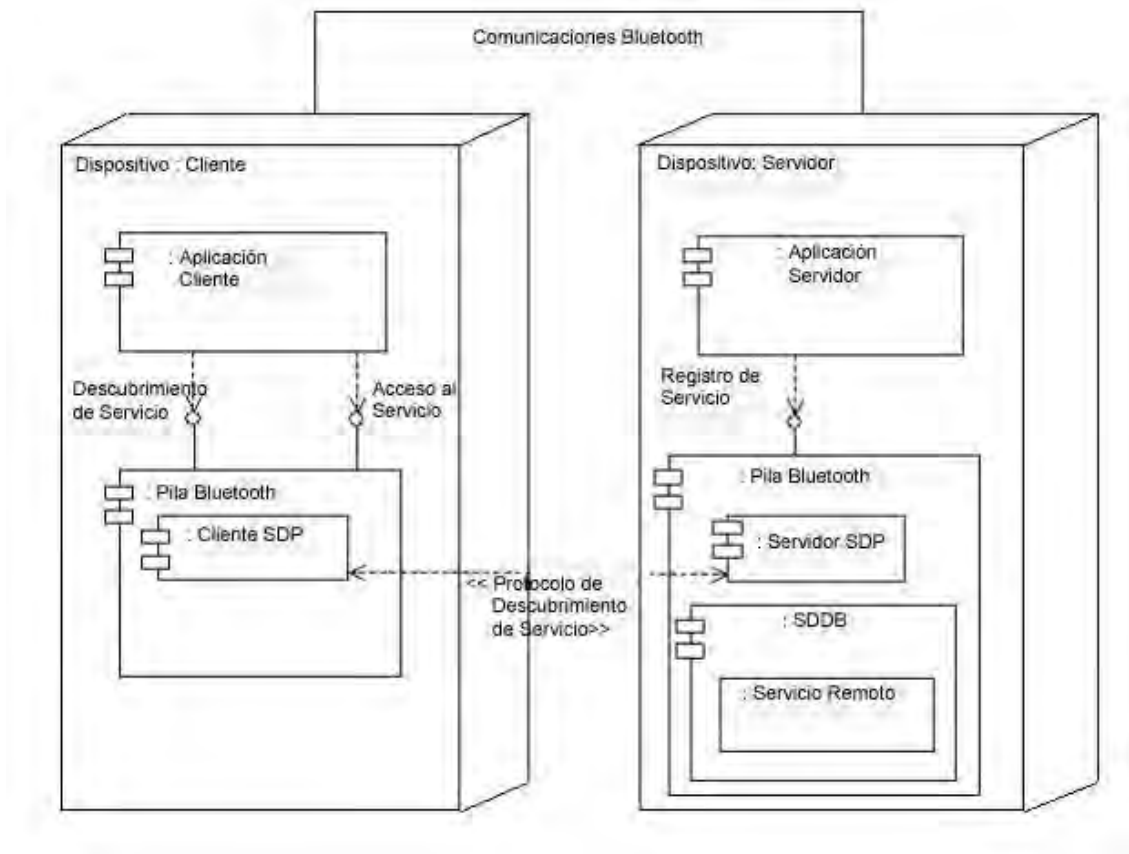 Comunicaciones Bluetooth
Dispositivo : Cliente
: Aplicación
Cliente
Descubrimiento
de Servicio
Acceso al
Servicio
: Pila Bluetooth
: Cliente SDP
<< Protocolo de
Descubrimiento
de Servicio>>
Dispositivo: Servidor
: Aplicación
Servidor
Registro de
Servicio
: Pila Bluetooth
: Servidor SDP
: SDDB
: Servicio Remoto